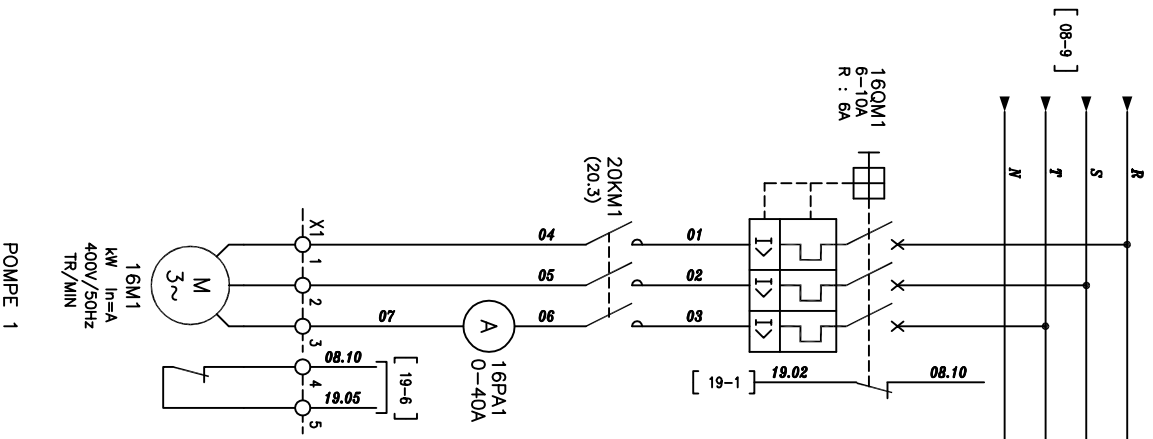 [ 08-9 ]
R
S
T
N
16QM1
6-10A
R : 6A
I>
I>
I>
08.10
19.02
[ 19-1 ]
01
02
03
20KM1
(20.3)
04
05
06
A
16PA1
0-40A
07
[ 19-6 ]
08.10
19.05
X1
1
2
3
4
5
M
3~
16M1
kW In=A
400V/50Hz
TR/MIN
POMPE 1